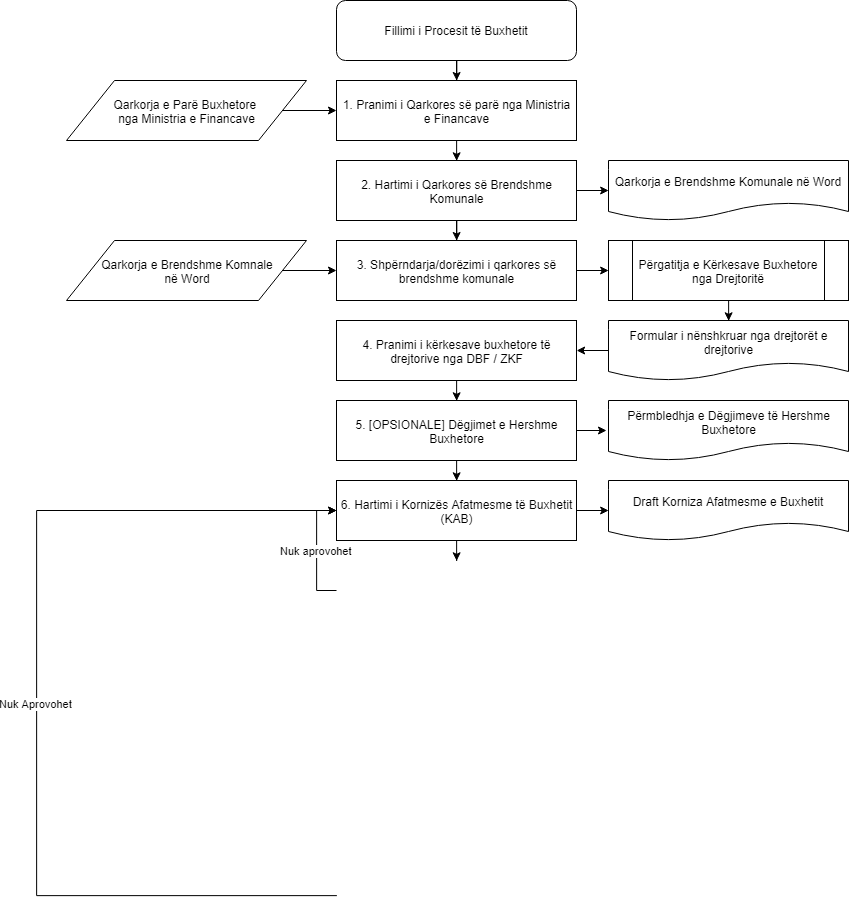 Fillimi i Procesit të Buxhetit
Qarkorja e Parë Buxhetore
nga Ministria e Financave
1. Pranimi i Qarkores së parë nga Ministria
e Financave
2. Hartimi i Qarkores së Brendshme
Komunale
Qarkorja e Brendshme Komunale në Word
Qarkorja e Brendshme Komnale
në Word
3. Shpërndarja/dorëzimi i qarkores së
brendshme komunale
Përgatitja e Kërkesave Buxhetore
nga Drejtoritë
4. Pranimi i kërkesave buxhetore të
drejtorive nga DBF / ZKF
Formular i nënshkruar nga drejtorët e
drejtorive
5. [OPSIONALE] Dëgjimet e Hershme
Buxhetore
Përmbledhja e Dëgjimeve të Hershme
Buxhetore
6. Hartimi i Kornizës Afatmesme të Buxhetit
(KAB)
Draft Korniza Afatmesme e Buxhetit
Nuk aprovohet
Nuk Aprovohet